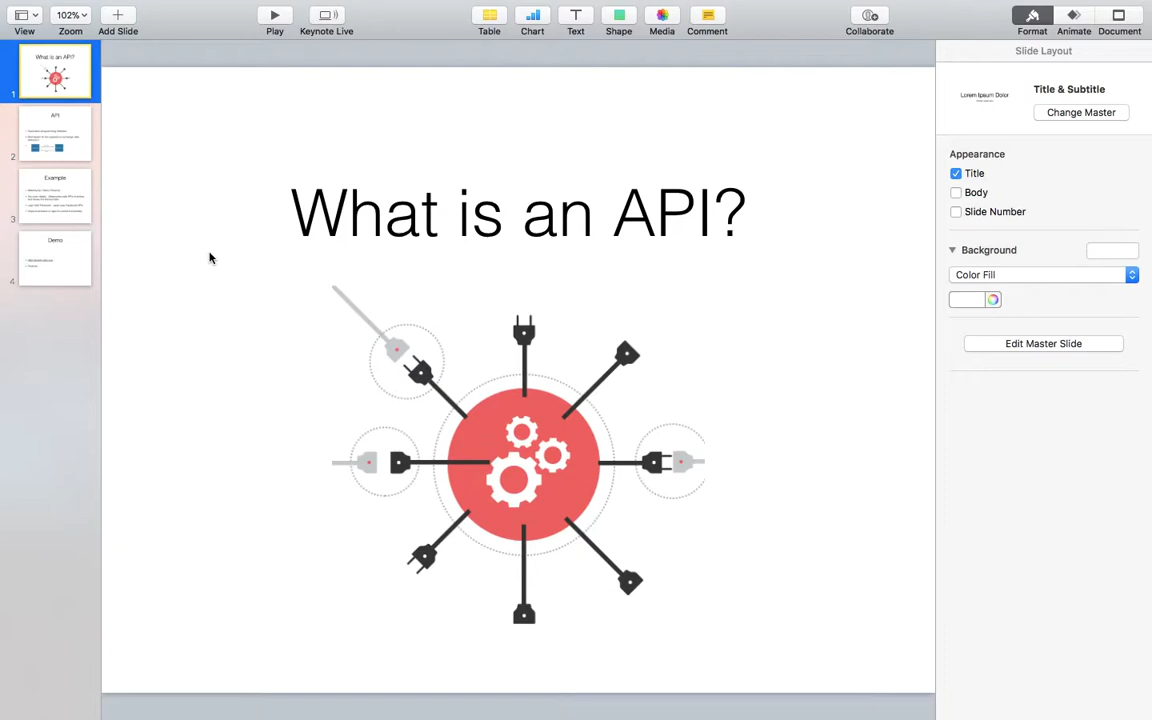 102%
View
Zoom
Add Slide
Play
Keynote Live
Table
Chart
Text
Shape
Media
Comment
Collaborate
Format
Animate
Document
What is an API?
1
API
2
Example
3
Demo
4
What is an API?
Slide Layout
Lorem Ipsum Dolor
Title & Subtitle
Change Master
Appearance
Title
Body
Slide Number
Background
Color Fill
Edit Master Slide